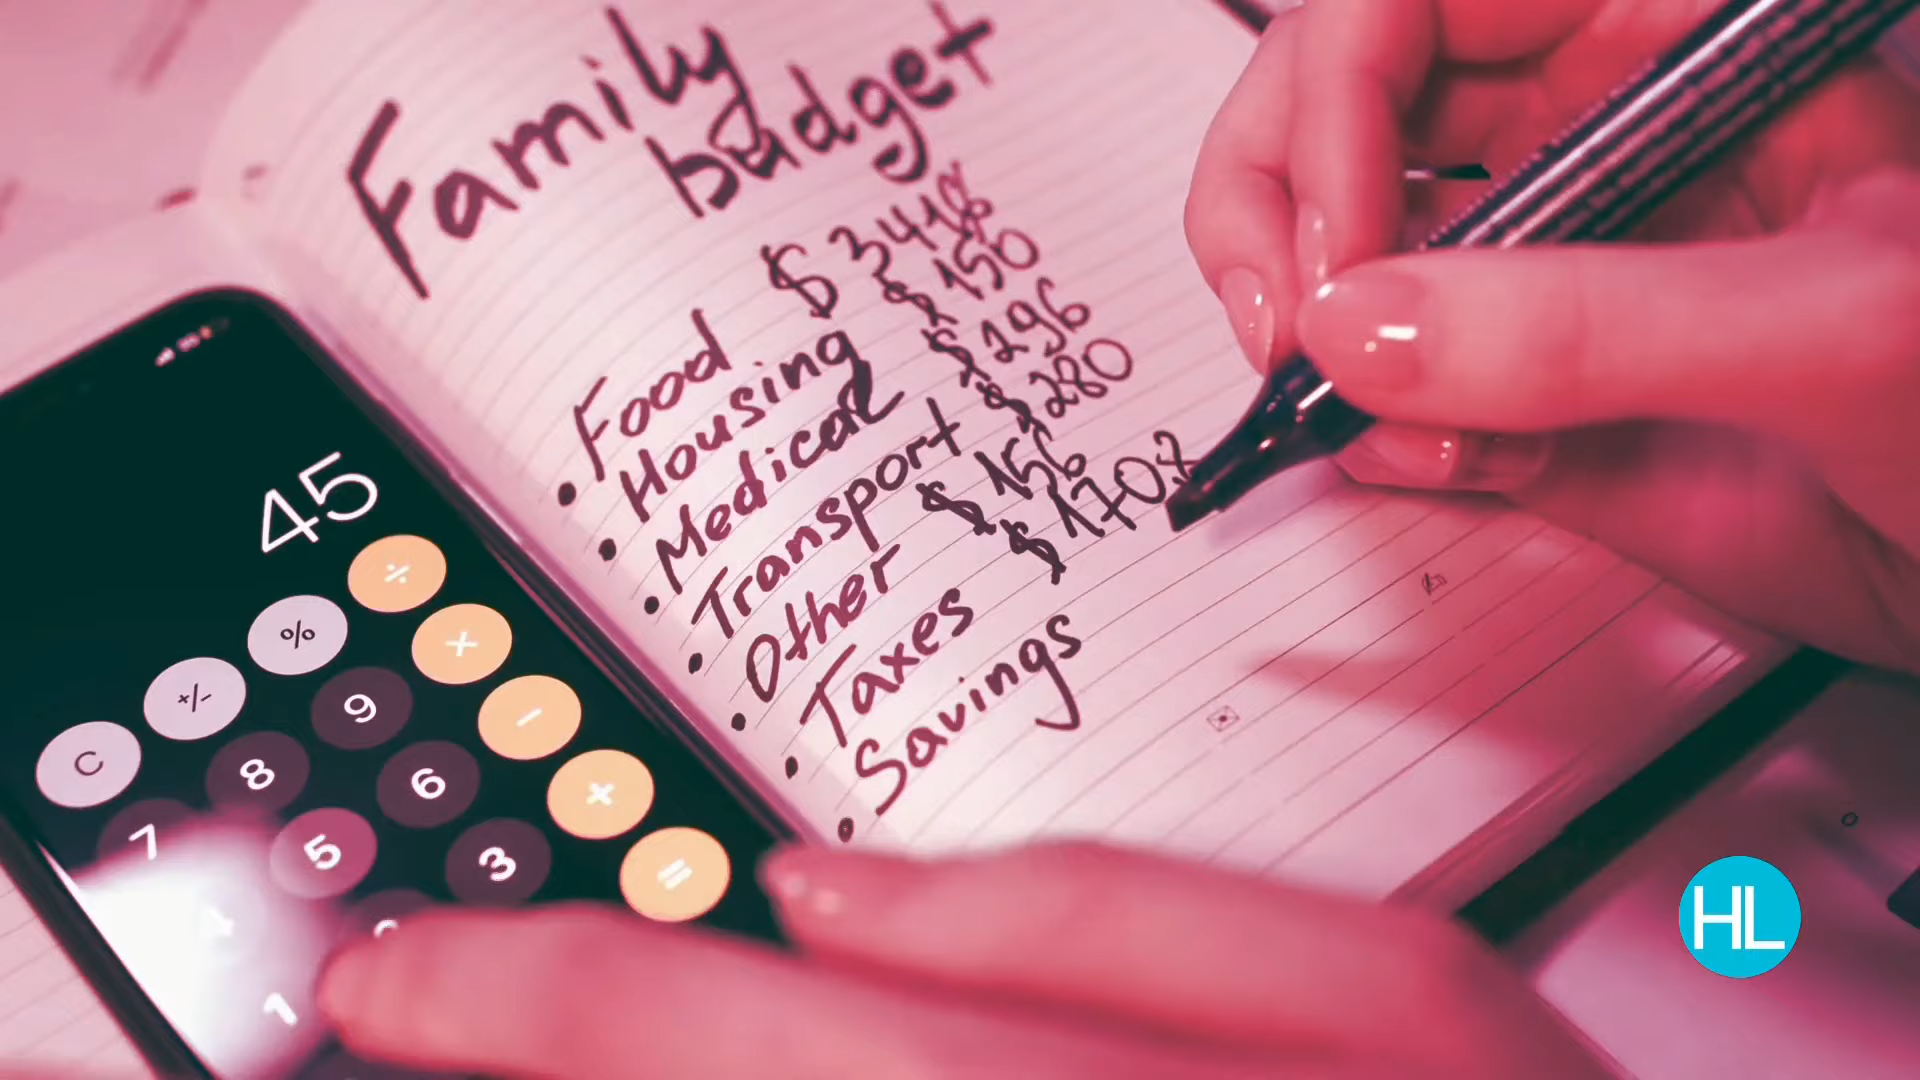 Family
budget
Food $ 3418
• Housing $ 150
• Medical $ 296
• Transport $ 280
• Other $ 156
• Taxes $ 1708
• Savings
45
÷
% ×
+/- 9 −
C 8 6
7 5 3 =
1
HL